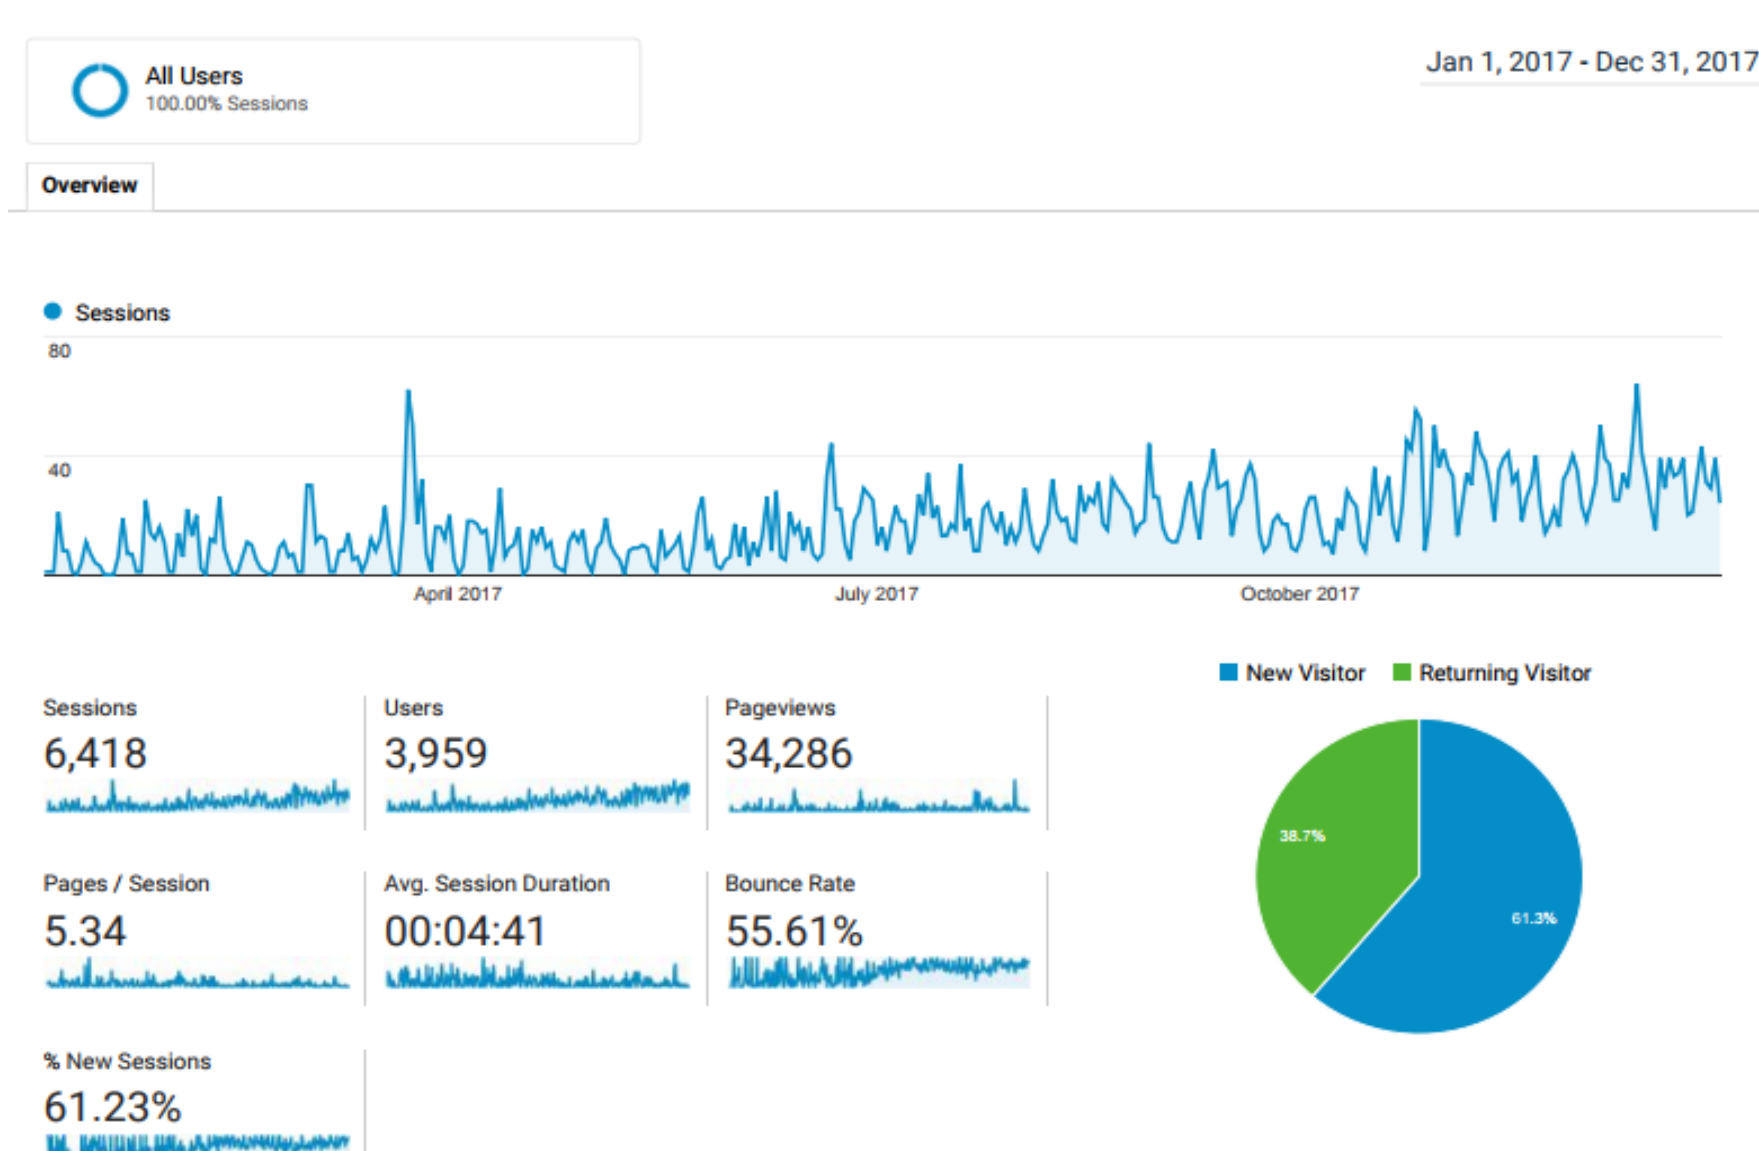 All Users
100.00% Sessions
Jan 1, 2017 - Dec 31, 2017
Overview
Sessions
80
40
April 2017
July 2017
October 2017
New Visitor
Returning Visitor
Sessions
6,418
Users
3,959
Pageviews
34,286
Pages / Session
5.34
Avg. Session Duration
00:04:41
Bounce Rate
55.61%
% New Sessions
61.23%
38.7%
61.3%